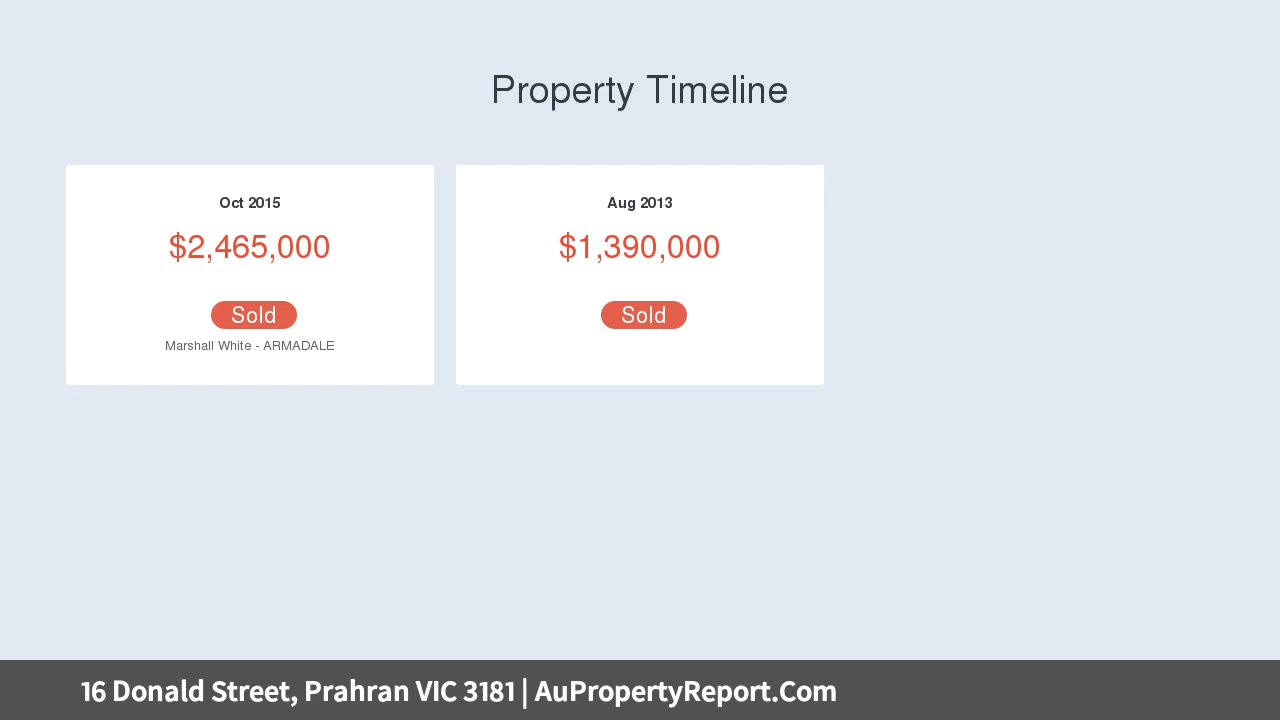 Property Timeline
Oct 2015
$2,465,000
Sold
Marshall White - ARMADALE
Aug 2013
$1,390,000
Sold
16 Donald Street, Prahran VIC 3181 | AuPropertyReport.Com